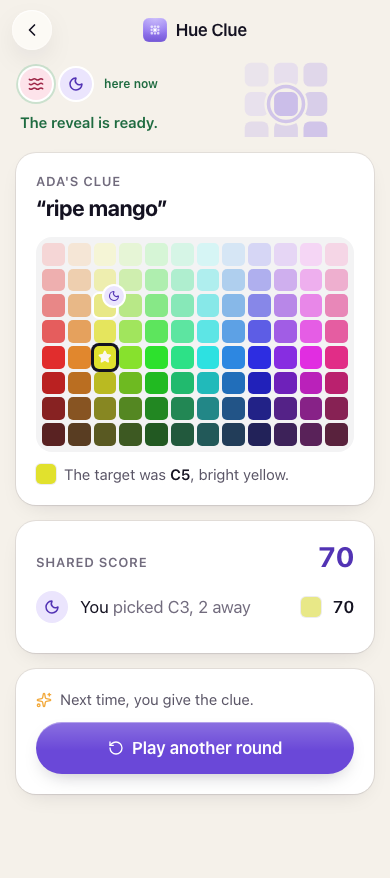 Hue Clue
here now
The reveal is ready.
ADA'S CLUE
“ripe mango”
The target was C5, bright yellow.
SHARED SCORE
70
You picked C3, 2 away
70
Next time, you give the clue.
Play another round